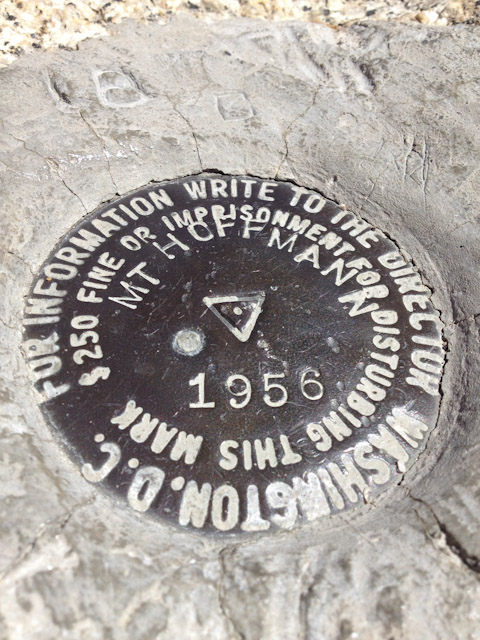 FOR INFORMATION WRITE TO THE DIRECTOR
WASHINGTON. D. C.
$250 FINE OR IMPRISONMENT FOR DISTURBING THIS MARK
MT HOFFMANN
1956